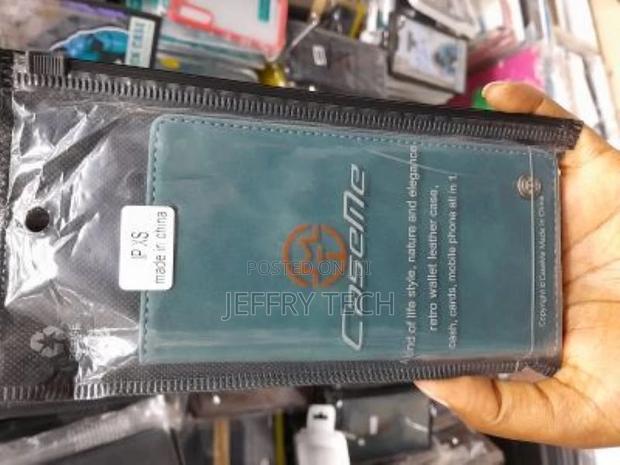 IP XS
made in china
CaseMe
A kind of life style, nature and elegance.
retro wallet leather case,
cash, cards, mobile phone all in 1.
Copyright © CaseMe Made in China
POSTED ON JIJI
JEFFRY TECH